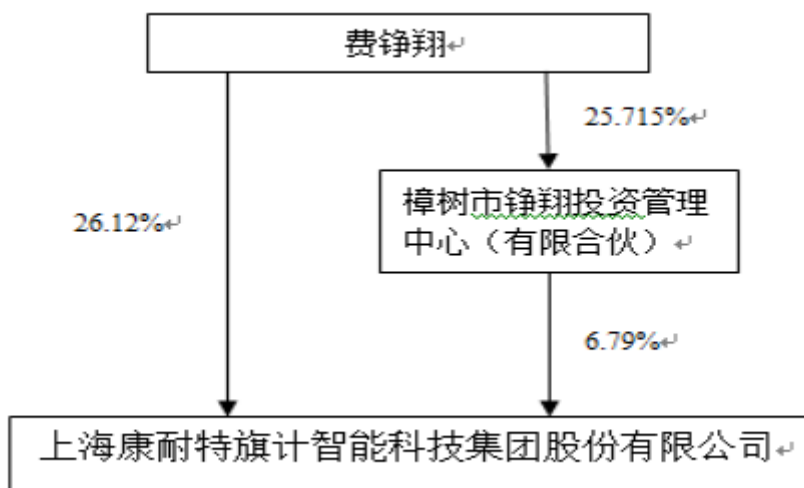 费铮翔
25.715%
樟树市铮翔投资管理
中心（有限合伙）
26.12%
6.79%
上海康耐特旗计智能科技集团股份有限公司